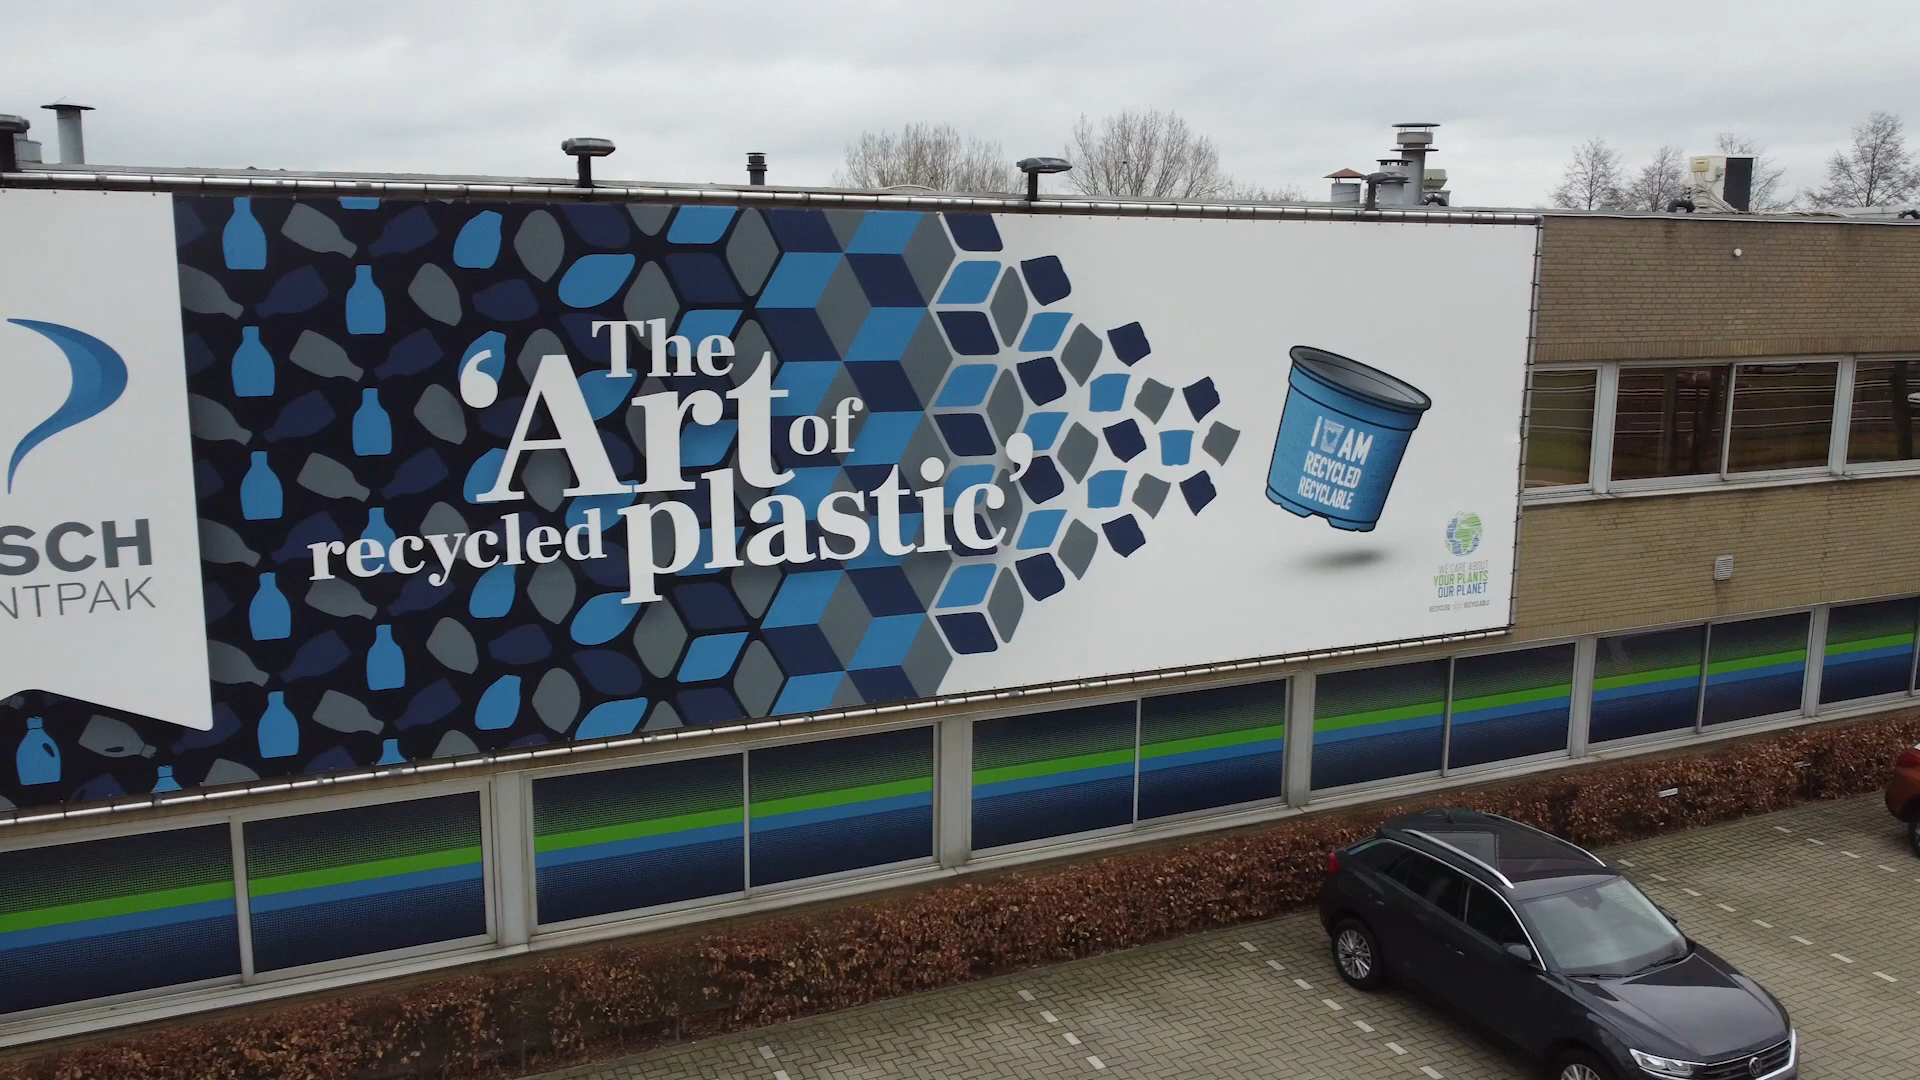 SCH
NTPAK
The
‘Art of
recycled plastic’
I AM
RECYCLED
RECYCLABLE
WE CARE ABOUT
YOUR PLANTS
OUR PLANET
RECYCLED RECYCLABLE